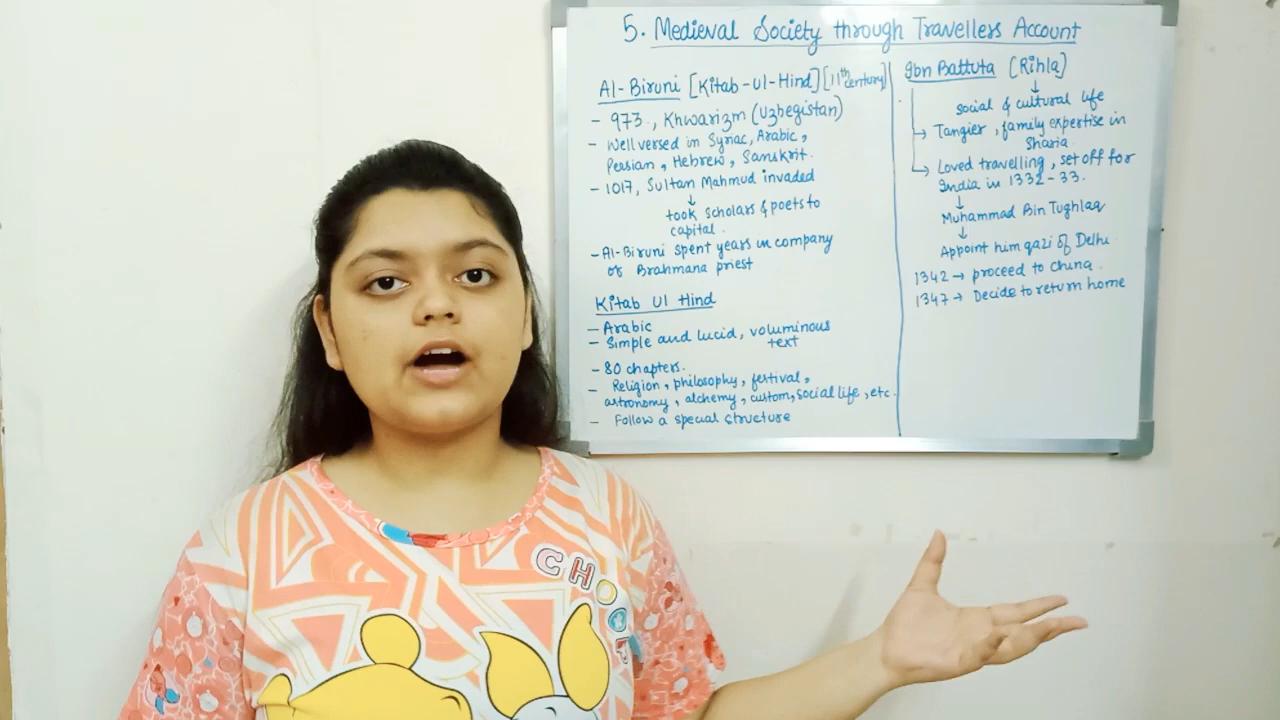 5. Medieval Society through Travellers Account
Al-Biruni [Kitab-ul-Hind] [11th century]
- 973, Khwarizm (Uzbegistan)
- Well versed in Syriac, Arabic,
Persian, Hebrew, Sanskrit.
- 1017, Sultan Mahmud invaded
↓
took scholars & poets to
capital.
- Al-Biruni spent years in company
of Brahmana priest
Kitab Ul Hind
- Arabic
- Simple and lucid, voluminous
text
- 80 chapters.
- Religion, philosophy, festival,
astronomy, alchemy, custom, social life, etc.
- Follow a special structure
Ibn Battuta [Rihla]
↓
social & cultural life
→ Tangier, family expertise in
Sharia
→ Loved travelling, set off for
India in 1332-33.
↓
Muhammad Bin Tughlaq
↓
Appoint him qazi of Delhi
1342 → proceed to China.
1347 → Decide to return home
CHOO